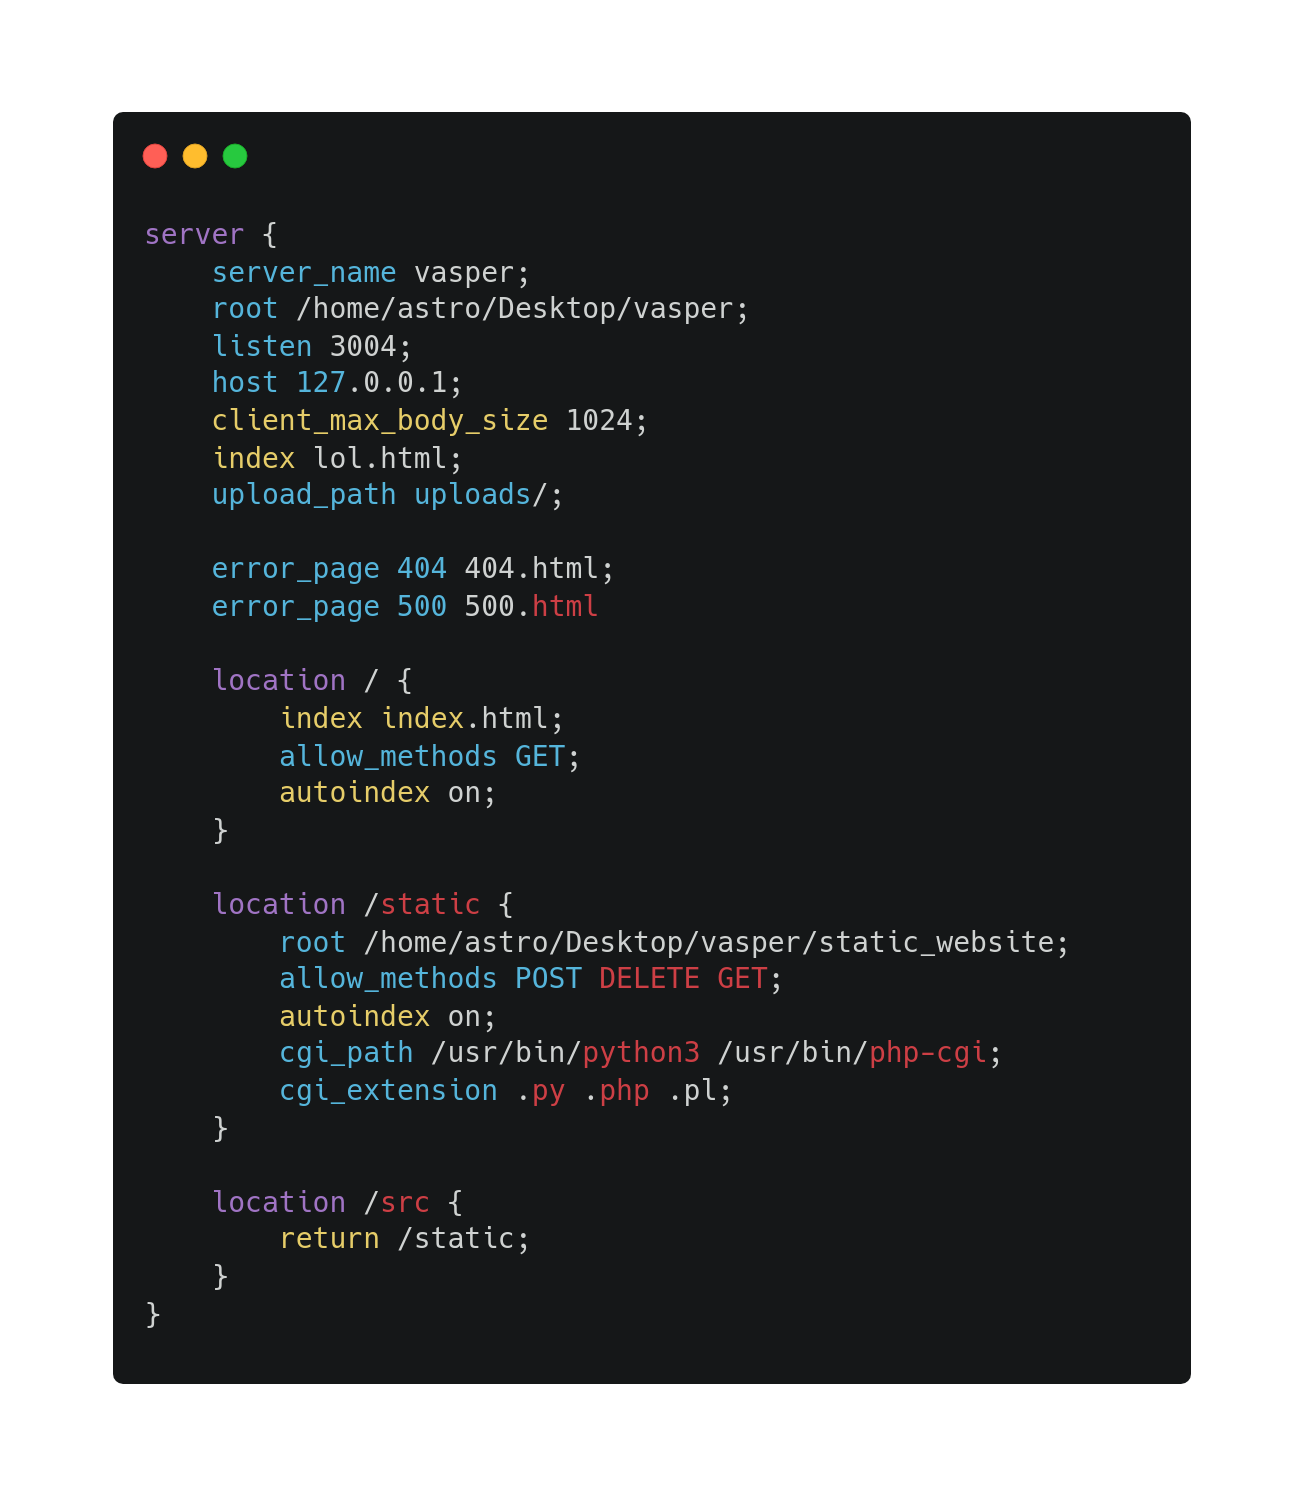 server {
    server_name vasper;
    root /home/astro/Desktop/vasper;
    listen 3004;
    host 127.0.0.1;
    client_max_body_size 1024;
    index lol.html;
    upload_path uploads/;

    error_page 404 404.html;
    error_page 500 500.html

    location / {
        index index.html;
        allow_methods GET;
        autoindex on;
    }

    location /static {
        root /home/astro/Desktop/vasper/static_website;
        allow_methods POST DELETE GET;
        autoindex on;
        cgi_path /usr/bin/python3 /usr/bin/php-cgi;
        cgi_extension .py .php .pl;
    }

    location /src {
        return /static;
    }
}